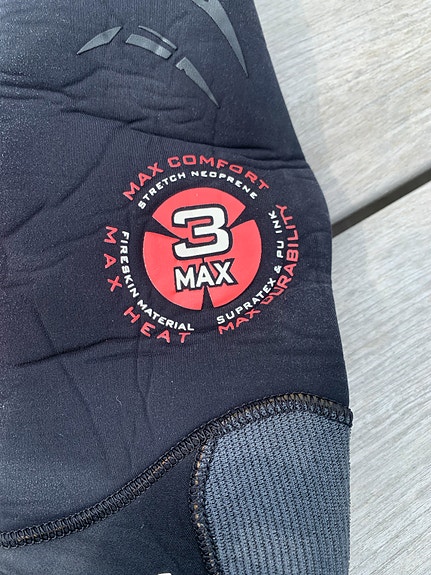 MAX COMFORT
STRETCH NEOPRENE
3
MAX
FIRESKIN MATERIAL
MAX HEAT
SUPRATEX & PU INK
MAX DURABILITY